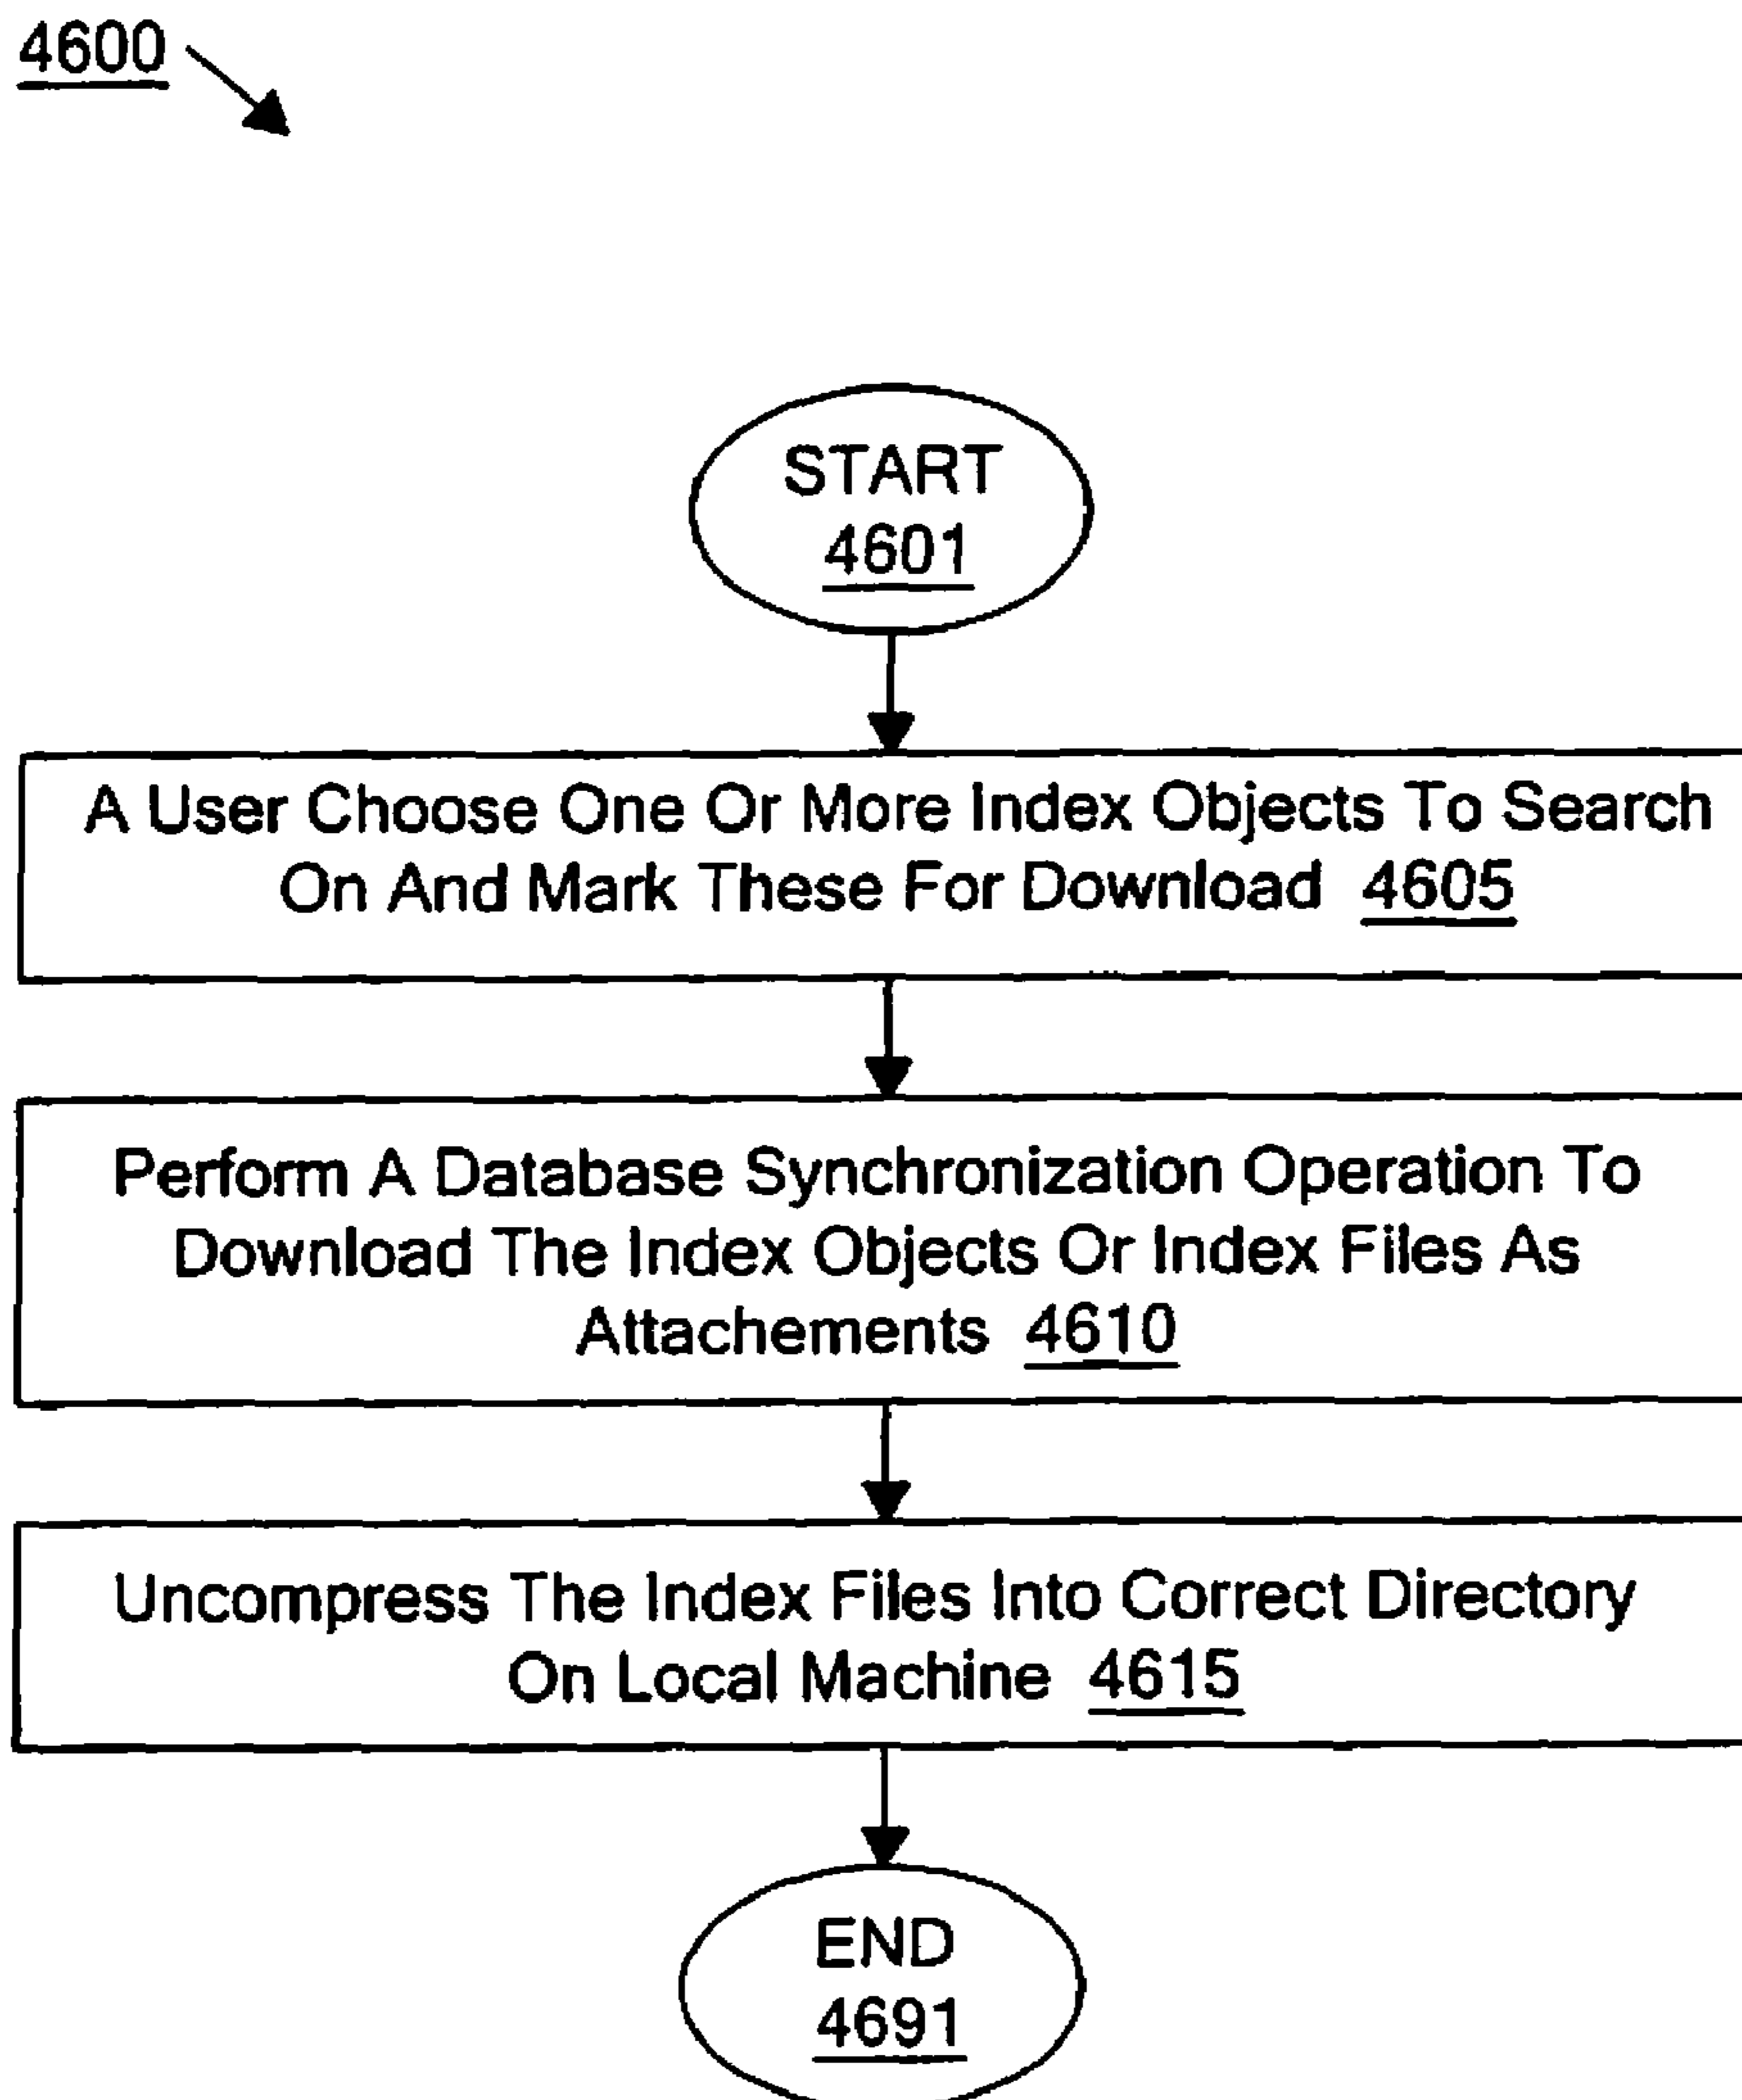 4600
START
4601
A User Choose One Or More Index Objects To Search
On And Mark These For Download 4605
Perform A Database Synchronization Operation To
Download The Index Objects Or Index Files As
Attachements 4610
Uncompress The Index Files Into Correct Directory
On Local Machine 4615
END
4691